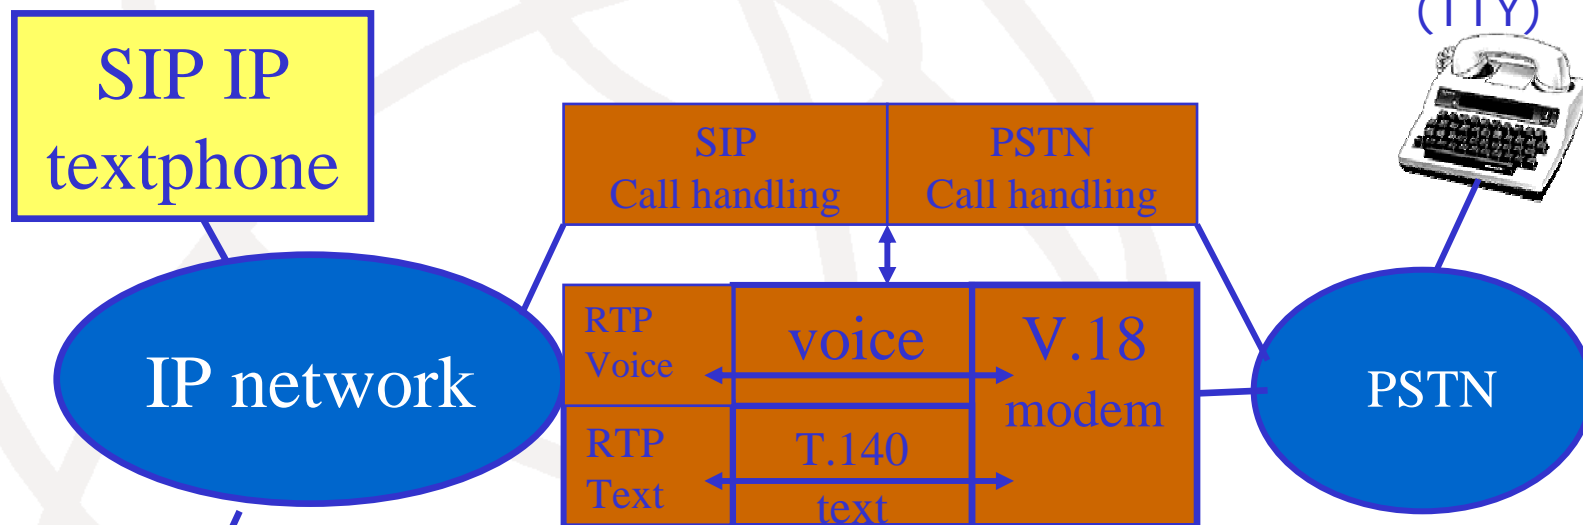 (TTY)
SIP IP
textphone
SIP
Call handling
PSTN
Call handling
RTP
Voice
voice
V.18
modem
IP network
PSTN
RTP
Text
T.140
text